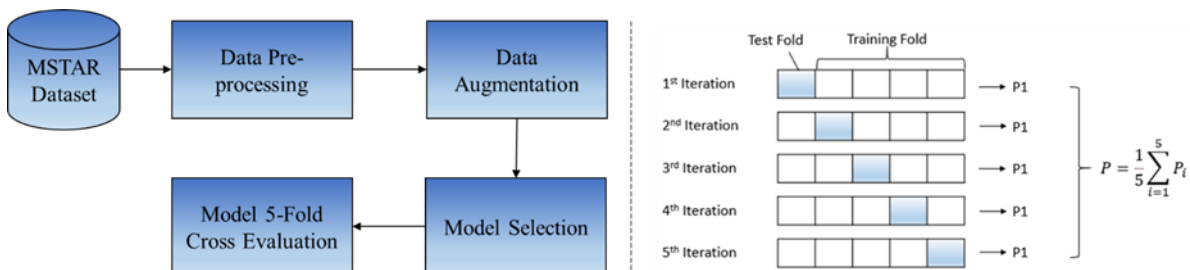 MSTAR
Dataset
Data Pre-
processing
Data
Augmentation
Model 5-Fold
Cross Evaluation
Model Selection
Test Fold
Training Fold
1st Iteration
P1
2nd Iteration
P1
3rd Iteration
P1
4th Iteration
P1
5th Iteration
P1
P = 1/5 ∑_{i=1}^{5} P_i